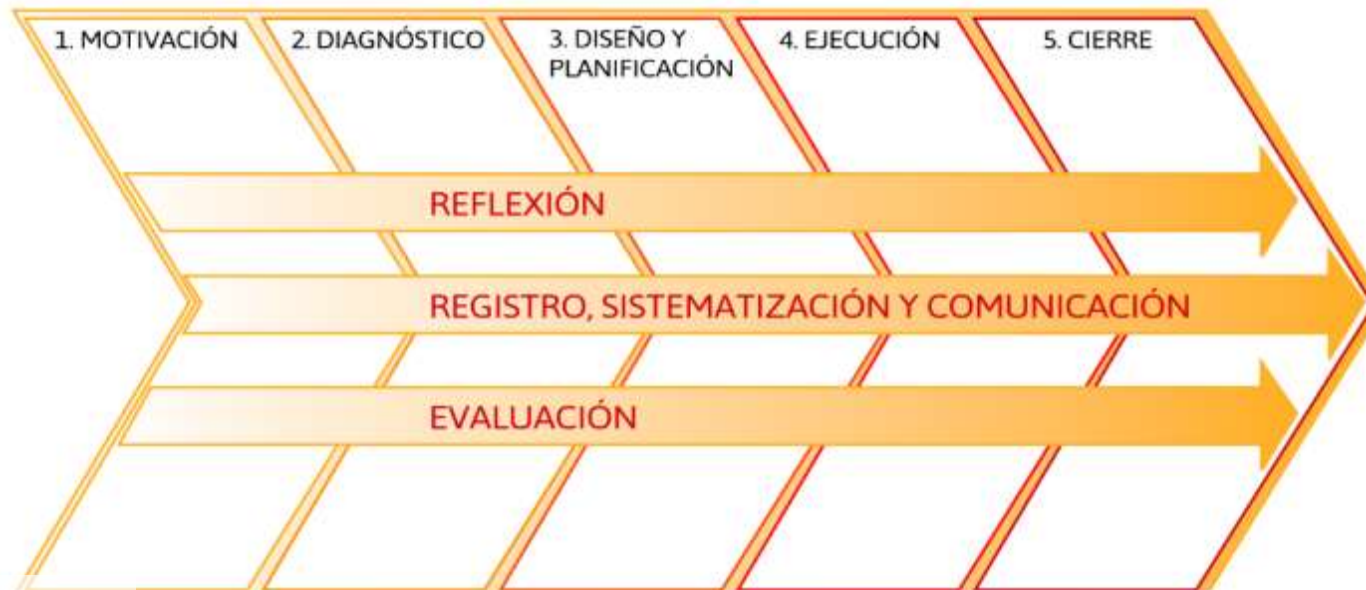 1. MOTIVACIÓN
2. DIAGNÓSTICO
3. DISEÑO Y
PLANIFICACIÓN
4. EJECUCIÓN
5. CIERRE
REFLEXIÓN
REGISTRO, SISTEMATIZACIÓN Y COMUNICACIÓN
EVALUACIÓN